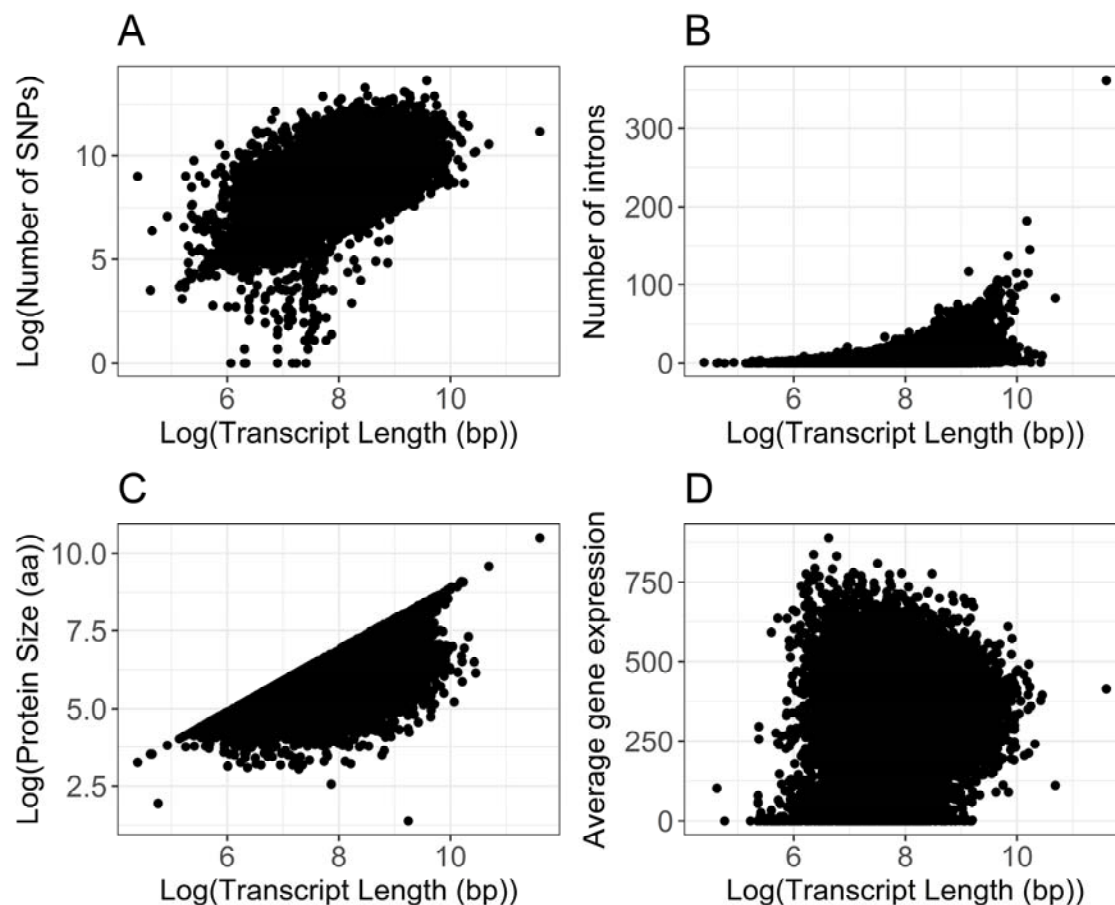 A
Log(Number of SNPs)
10
5
0
6 8 10
Log(Transcript Length (bp))
B
Number of introns
300
200
100
0
6 8 10
Log(Transcript Length (bp))
C
Log(Protein Size (aa))
10.0
7.5
5.0
2.5
6 8 10
Log(Transcript Length (bp))
D
Average gene expression
750
500
250
0
6 8 10
Log(Transcript Length (bp))